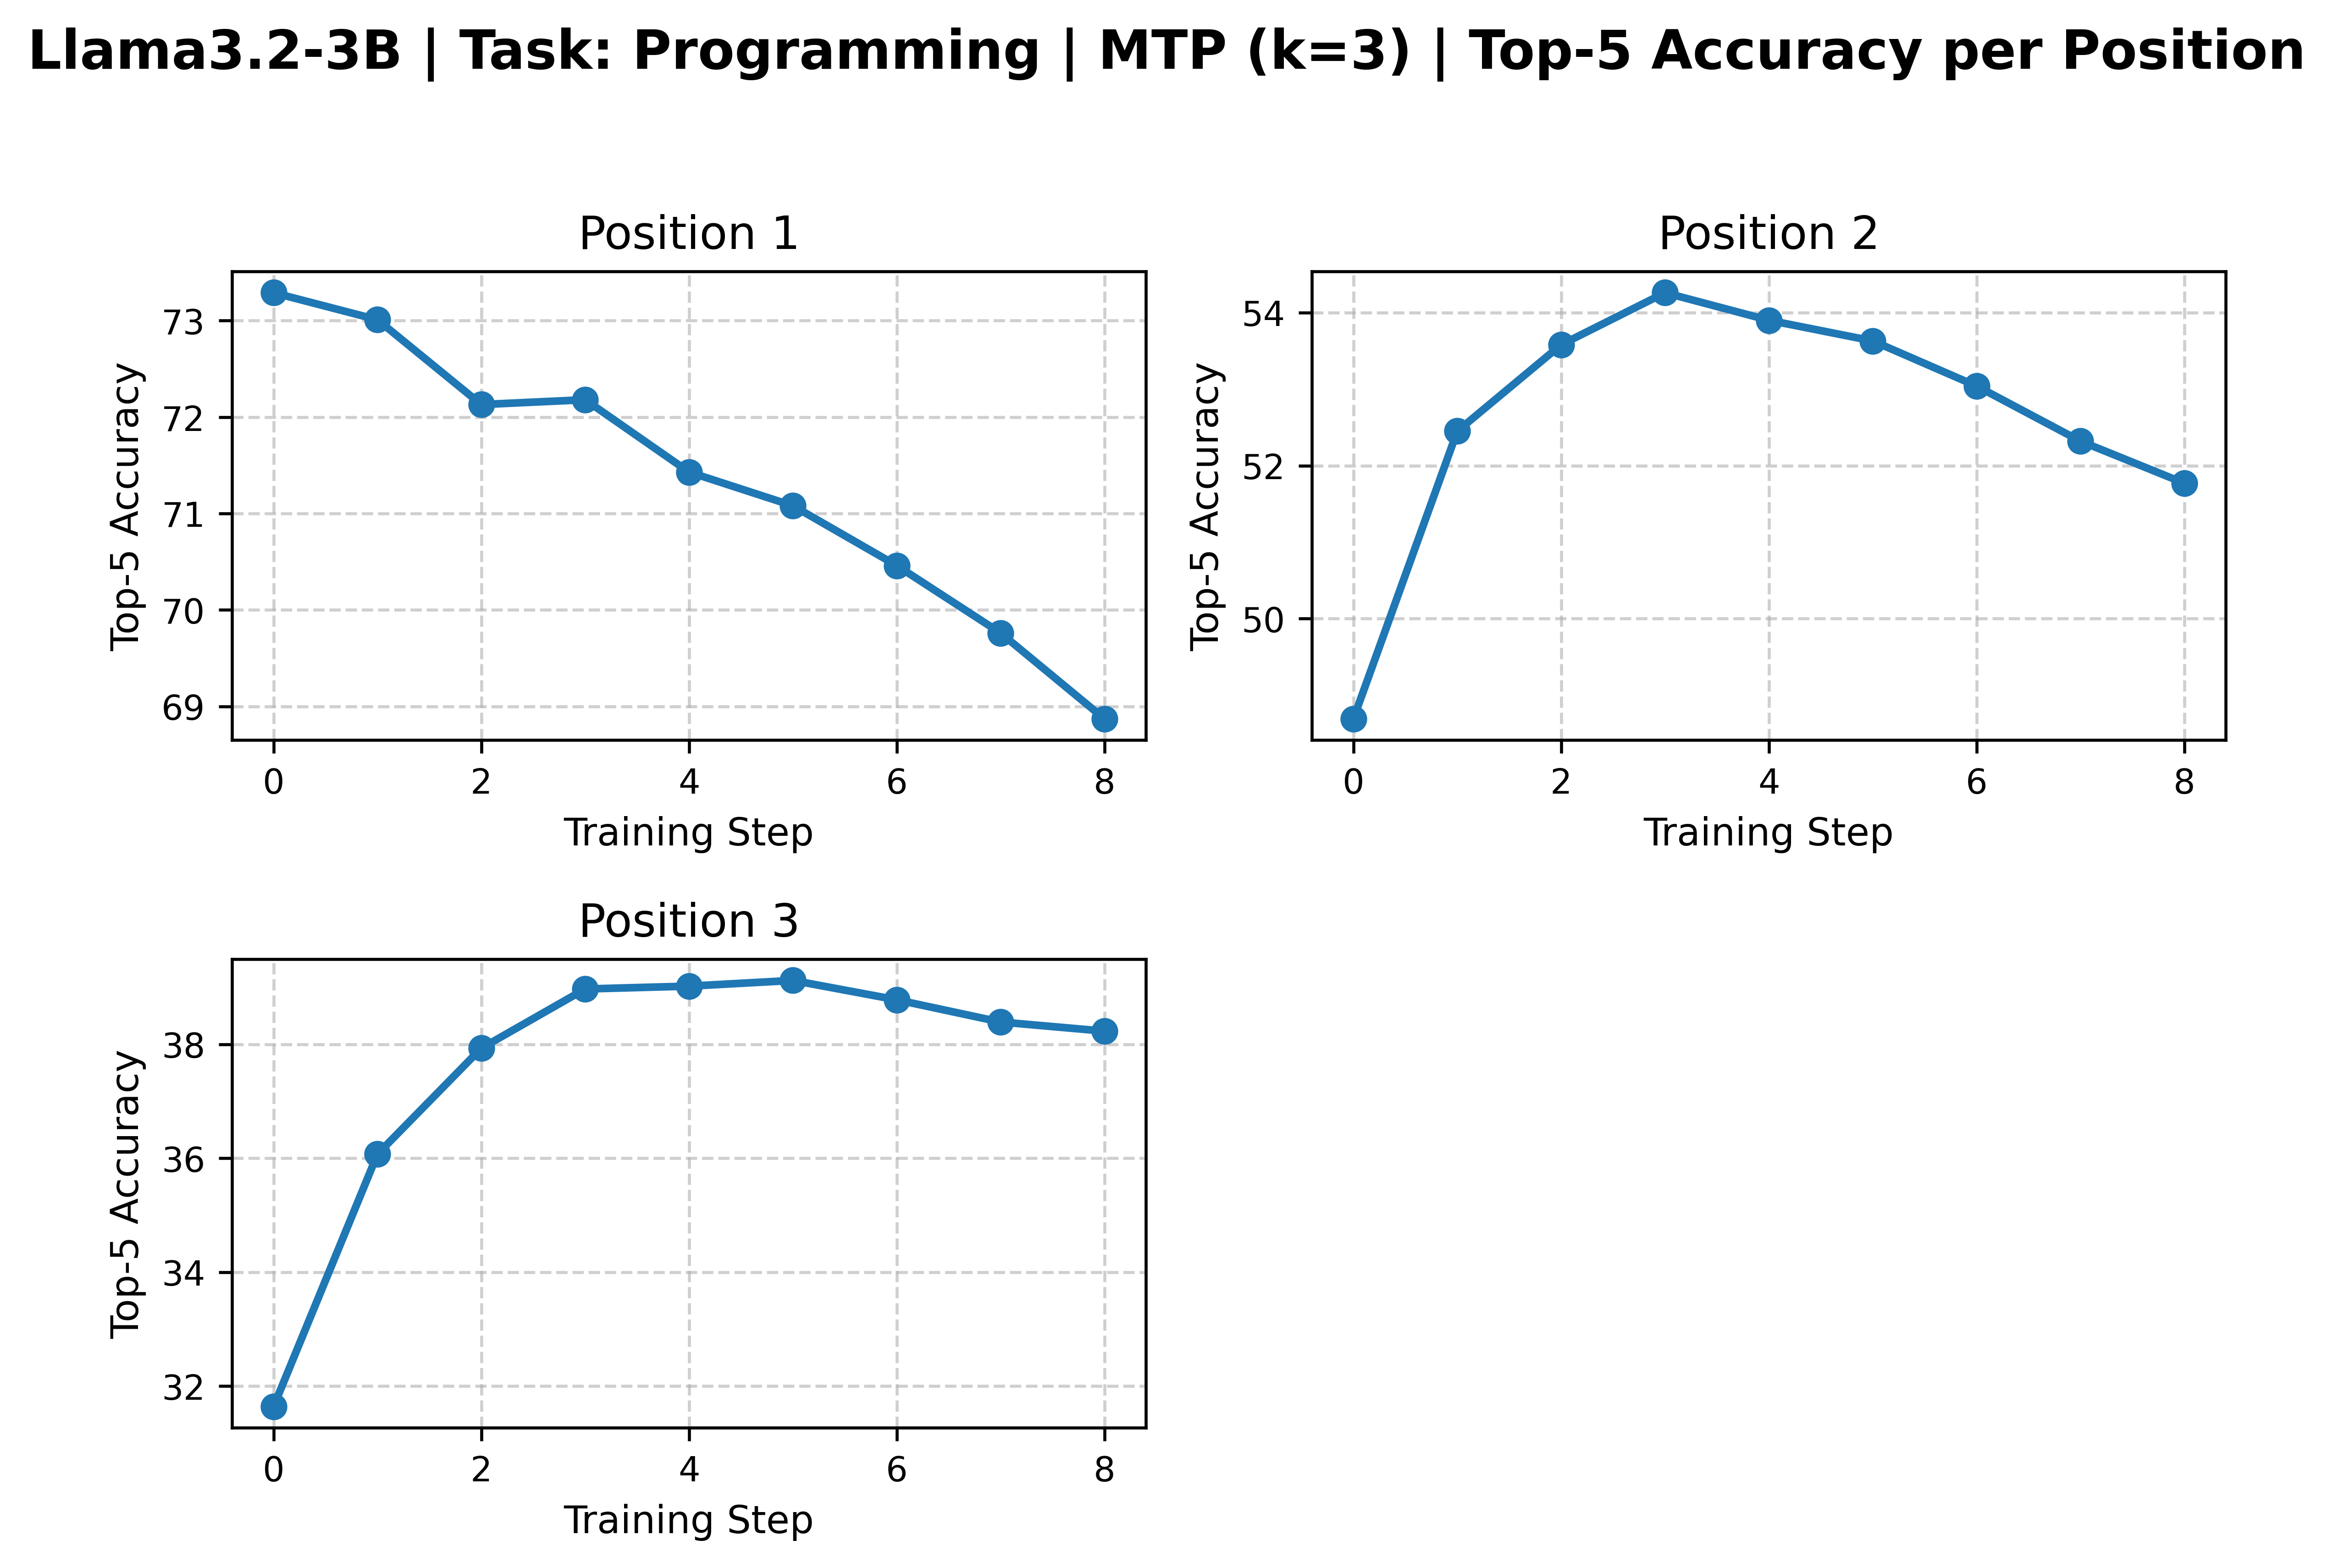 Llama3.2-3B | Task: Programming | MTP (k=3) | Top-5 Accuracy per Position
Position 1
Top-5 Accuracy
73
72
71
70
69
0 2 4 6 8
Training Step
Position 2
Top-5 Accuracy
54
52
50
0 2 4 6 8
Training Step
Position 3
Top-5 Accuracy
38
36
34
32
0 2 4 6 8
Training Step